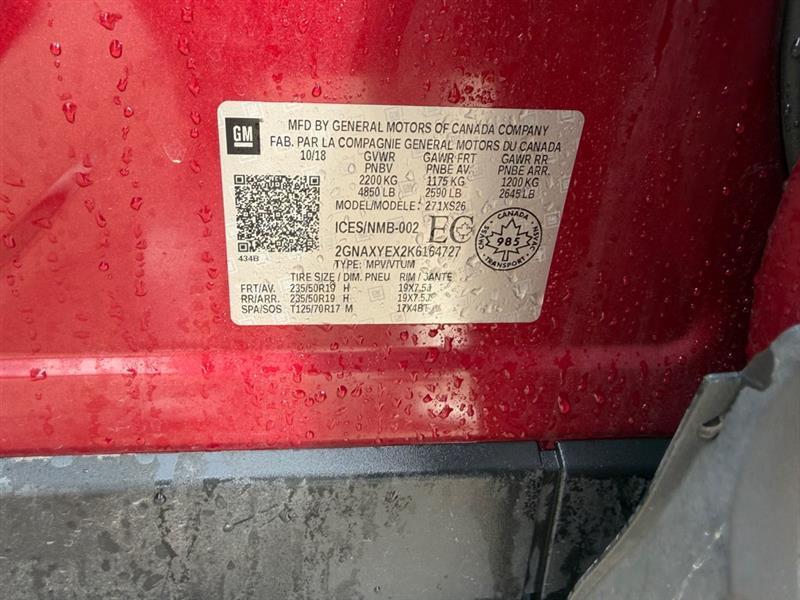 GM
MFD BY GENERAL MOTORS OF CANADA COMPANY
FAB. PAR LA COMPAGNIE GENERAL MOTORS DU CANADA
10/18 GVWR GAWR FRT GAWR RR
PNBV PNBE AV. PNBE ARR.
2200 KG 1175 KG 1200 KG
4850 LB 2590 LB 2645 LB
MODEL/MODELE: 271XS26
ICES/NMB-002 EC
CANADA
CMVSS 985 NSVAC
TRANSPORT
2GNAXYEX2K6164727
434B
TYPE: MPV/VTUM
TIRE SIZE / DIM. PNEU RIM / JANTE
FRT/AV. 235/50R19 H 19X7.5J
RR/ARR. 235/50R19 H 19X7.5J
SPA/SOS T125/70R17 M 17X4BT